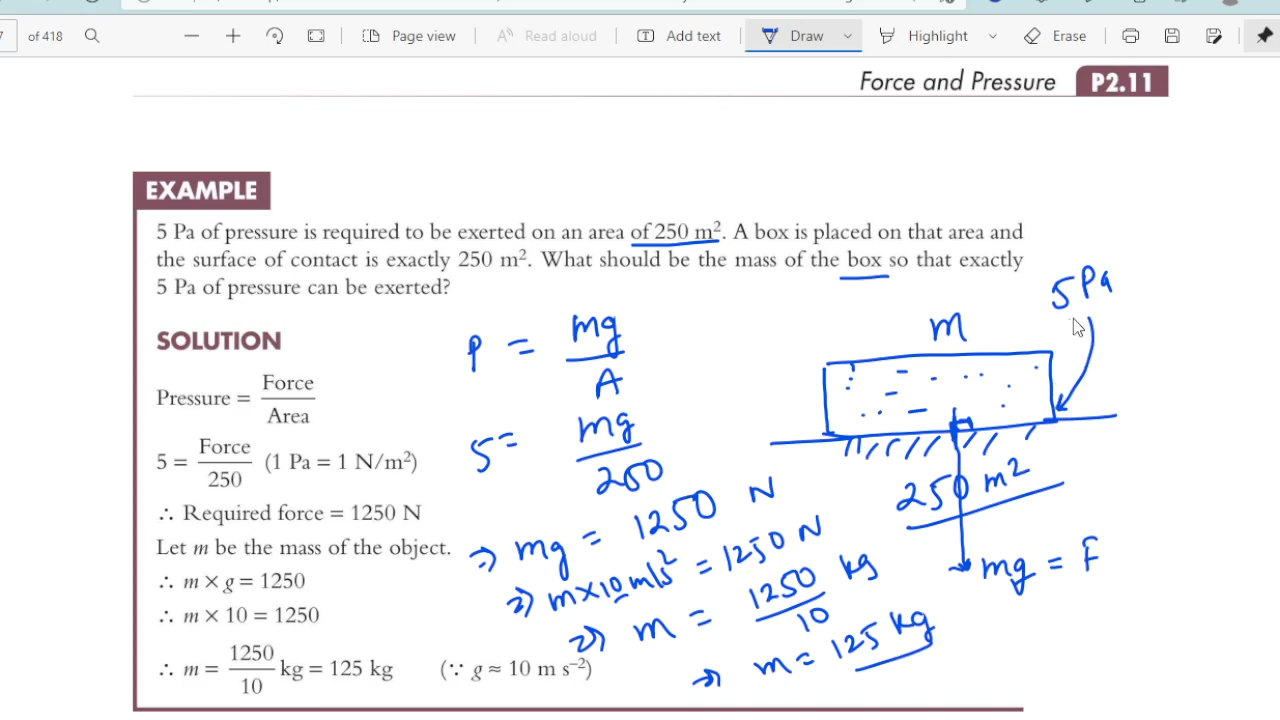 of 418
Page view
Read aloud
Add text
Draw
Highlight
Erase
Force and Pressure P2.11
EXAMPLE
5 Pa of pressure is required to be exerted on an area of 250 m². A box is placed on that area and
the surface of contact is exactly 250 m². What should be the mass of the box so that exactly
5 Pa of pressure can be exerted?
SOLUTION
Pressure = Force / Area
5 = Force / 250 (1 Pa = 1 N/m²)
∴ Required force = 1250 N
Let m be the mass of the object.
∴ m × g = 1250
∴ m × 10 = 1250
∴ m = 1250 / 10 kg = 125 kg (∵ g ≈ 10 m s⁻²)
P = mg / A
5 = mg / 250
⇒ mg = 1250 N
⇒ m×10 m/s² = 1250 N
⇒ m = 1250 / 10 kg
⇒ m = 125 kg
5 Pa
m
250 m²
mg = F